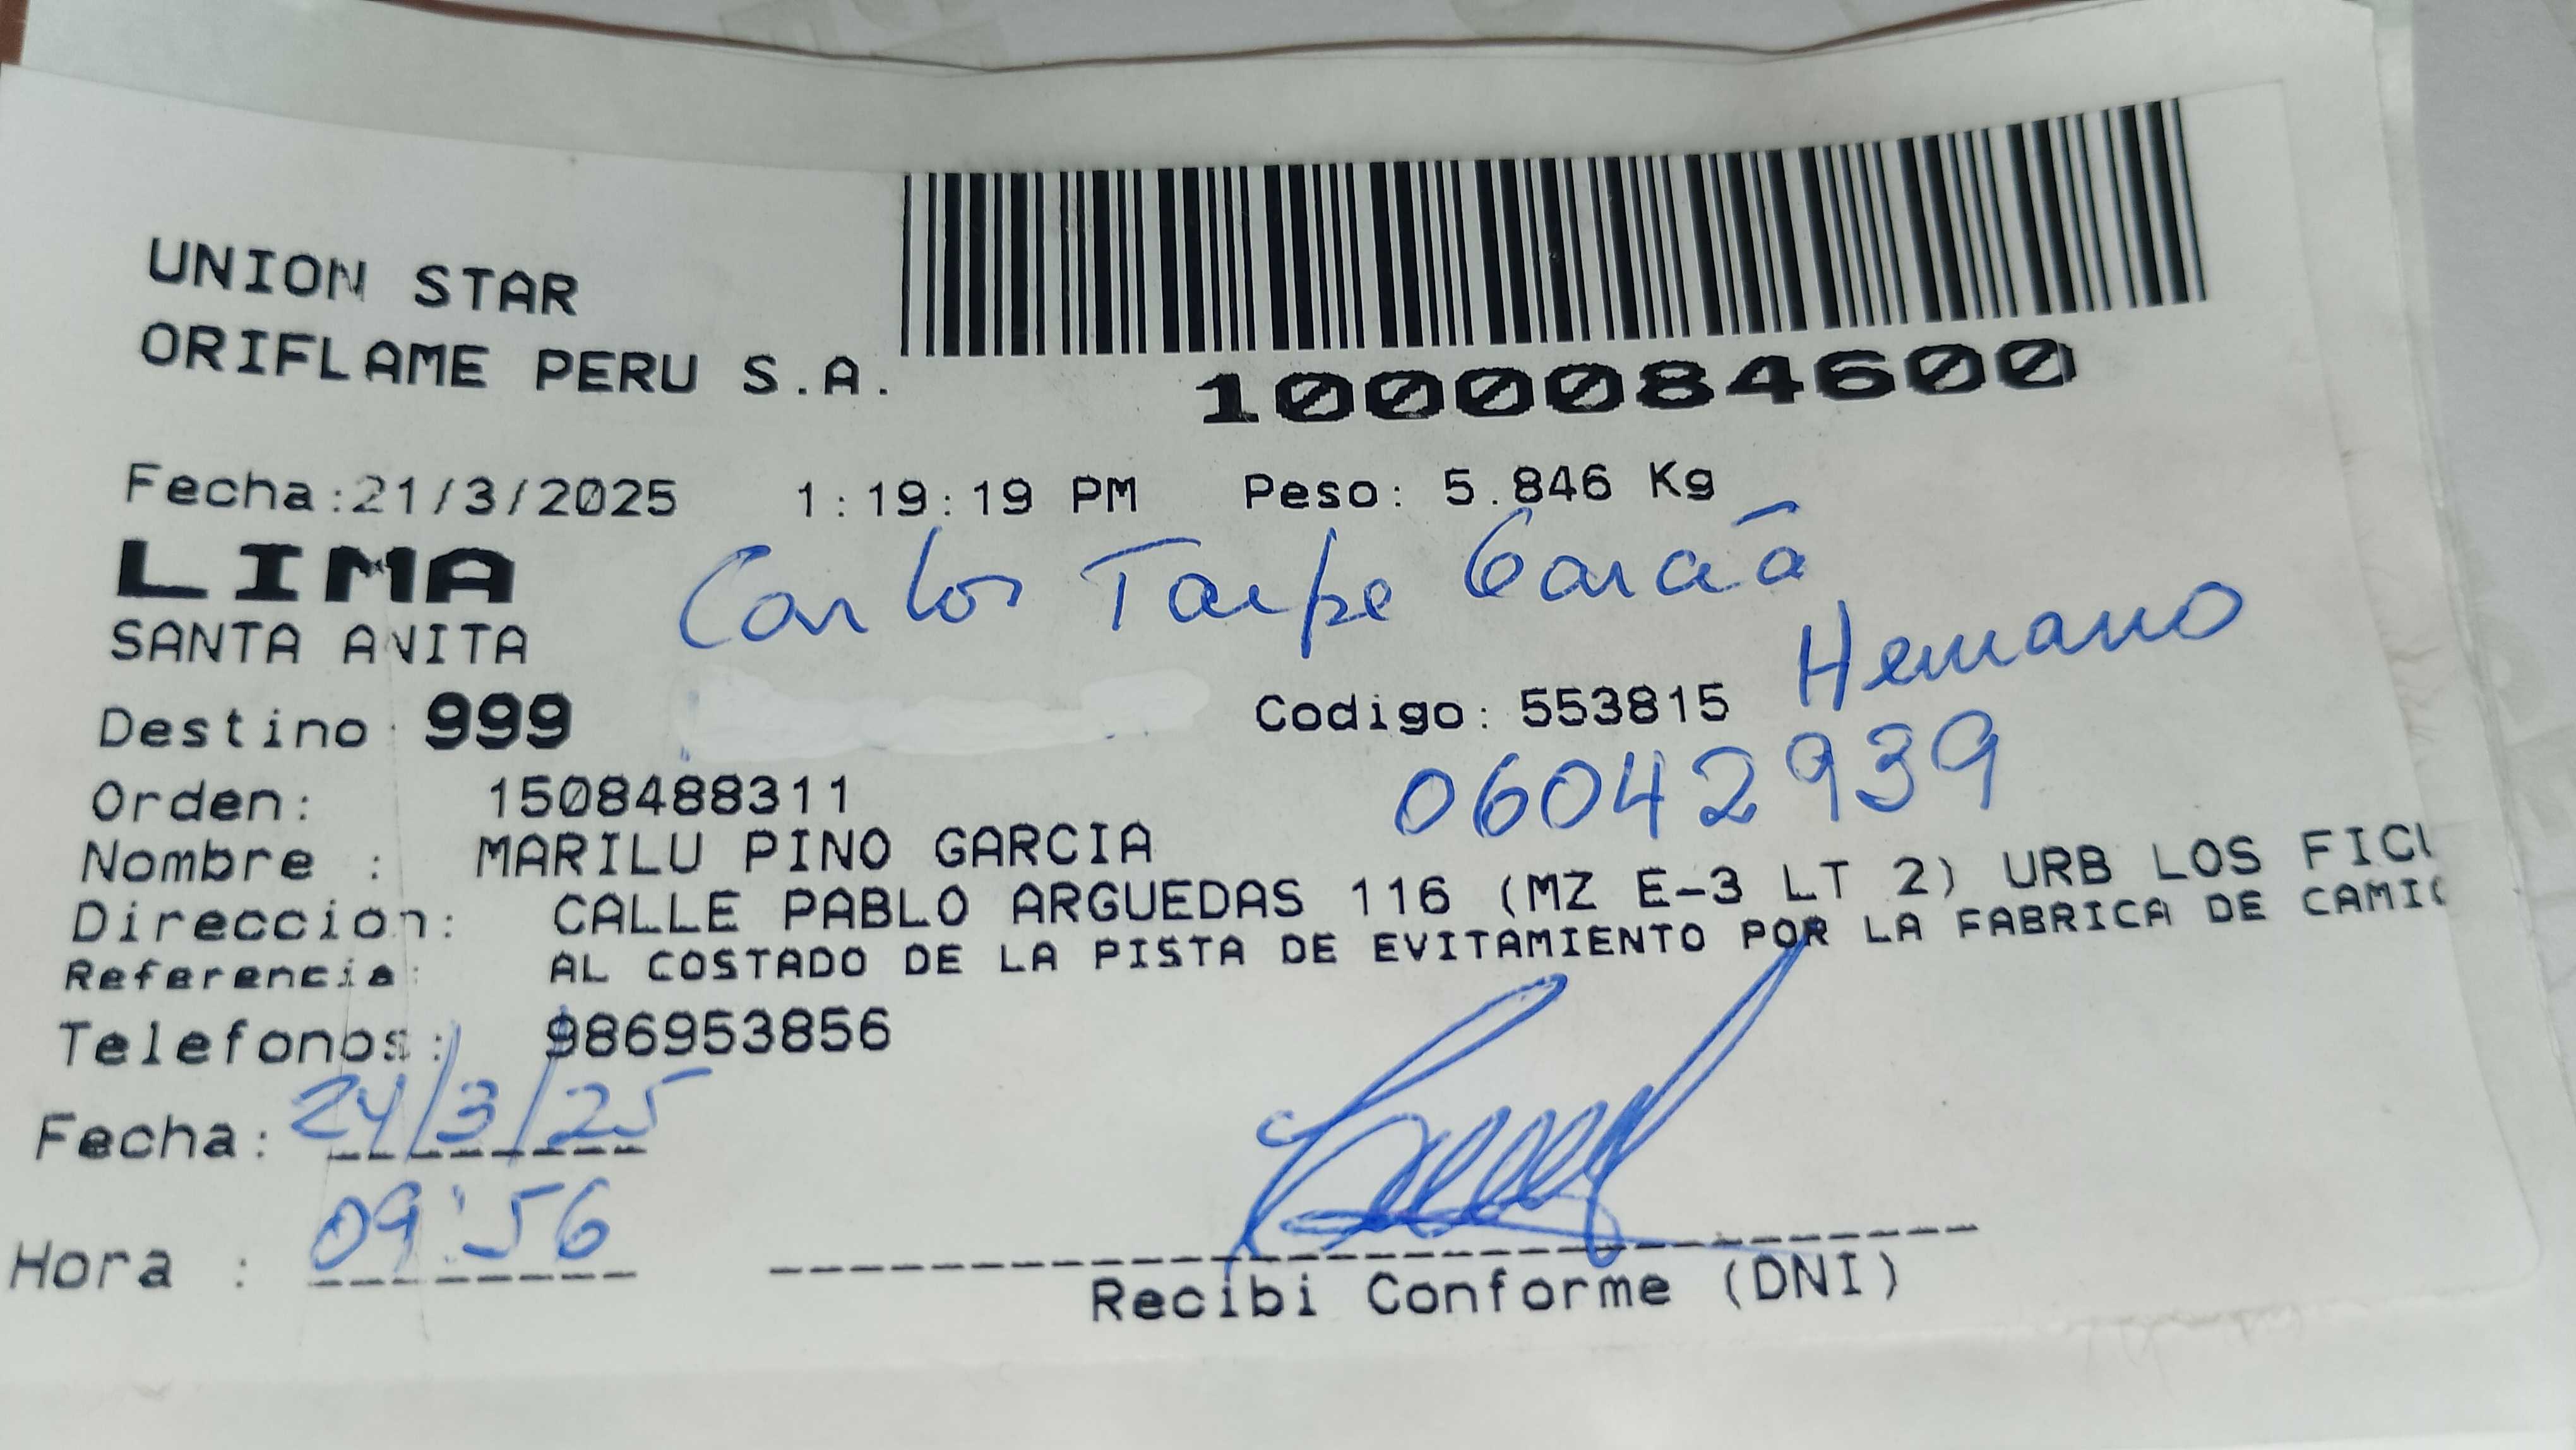 UNION STAR
ORIFLAME PERU S.A.
1000084600
Fecha:21/3/2025 1:19:19 PM Peso: 5.846 Kg
LIMA
Carlos Taipe García
SANTA ANITA
Hermano
Destino 999 Codigo: 553815
06042939
Orden: 1508488311
Nombre : MARILU PINO GARCIA
Direccion: CALLE PABLO ARGUEDAS 116 (MZ E-3 LT 2) URB LOS FICU
Referencia: AL COSTADO DE LA PISTA DE EVITAMIENTO POR LA FABRICA DE CAMIO
Telefonos: 986953856
Fecha: 24/3/25
Hora : 09:56
Recibi Conforme (DNI)